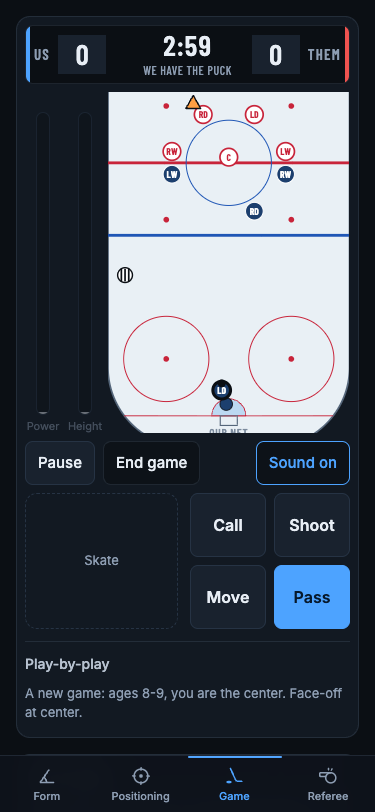 US 0 2:59 0 THEM
WE HAVE THE PUCK
RD LD
RW C LW
LW RW
RD
LD
OUR NET
Power Height
Pause End game Sound on
Skate
Call Shoot
Move Pass
Play-by-play
A new game: ages 8-9, you are the center. Face-off
at center.
Form Positioning Game Referee